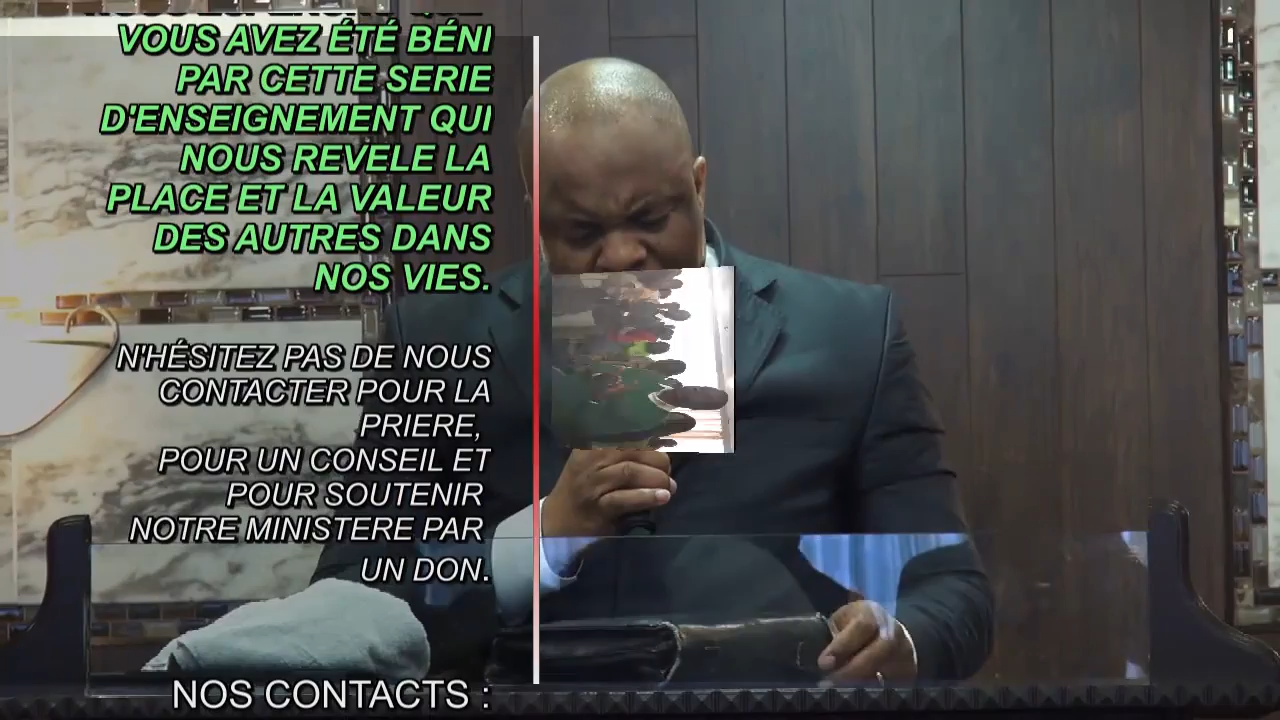 VOUS AVEZ ÉTÉ BÉNI
PAR CETTE SERIE
D'ENSEIGNEMENT QUI
NOUS REVELE LA
PLACE ET LA VALEUR
DES AUTRES DANS
NOS VIES.
N'HÉSITEZ PAS DE NOUS
CONTACTER POUR LA
PRIERE,
POUR UN CONSEIL ET
POUR SOUTENIR
NOTRE MINISTERE PAR
UN DON.
NOS CONTACTS :